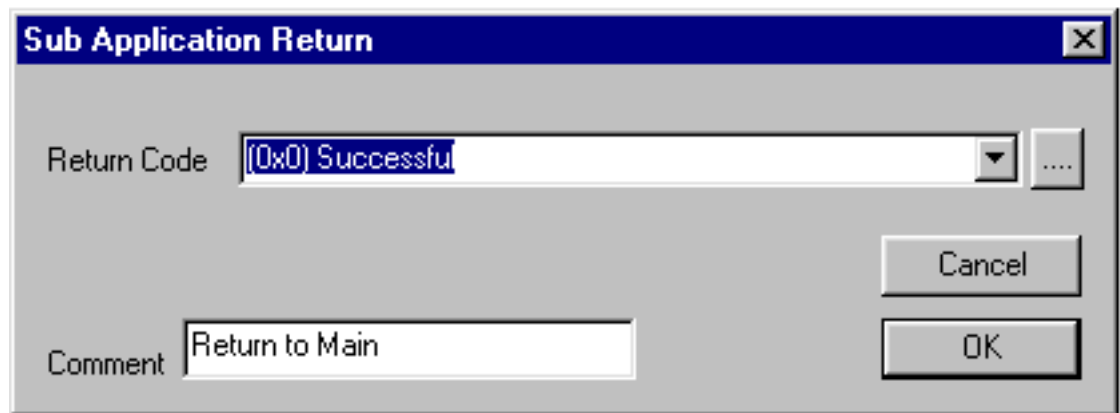 Sub Application Return
Return Code (0x0) Successful ....
Cancel
Comment Return to Main OK